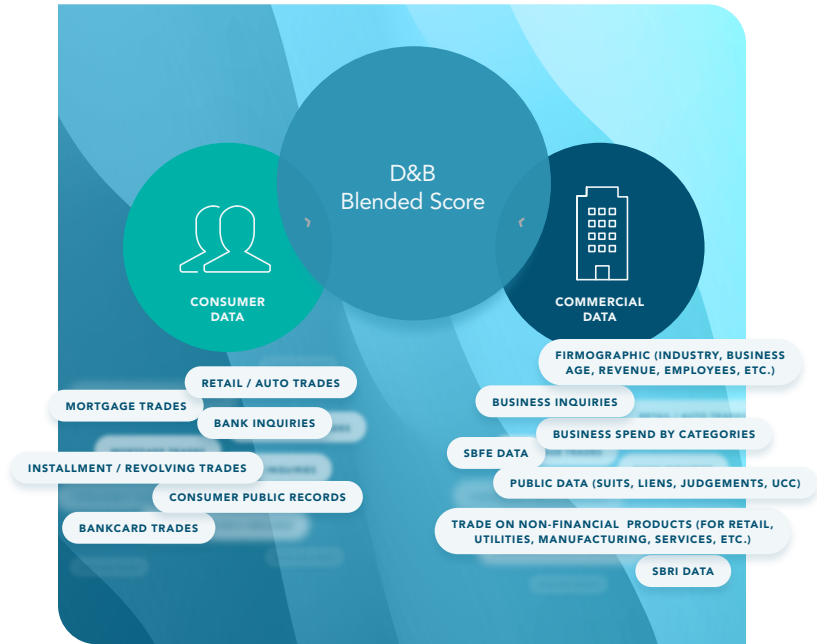 D&B
Blended Score
CONSUMER
DATA
COMMERCIAL
DATA
RETAIL / AUTO TRADES
MORTGAGE TRADES
BANK INQUIRIES
INSTALLMENT / REVOLVING TRADES
CONSUMER PUBLIC RECORDS
BANKCARD TRADES
FIRMOGRAPHIC (INDUSTRY, BUSINESS
AGE, REVENUE, EMPLOYEES, ETC.)
BUSINESS INQUIRIES
BUSINESS SPEND BY CATEGORIES
SBFE DATA
PUBLIC DATA (SUITS, LIENS, JUDGEMENTS, UCC)
TRADE ON NON-FINANCIAL PRODUCTS (FOR RETAIL,
UTILITIES, MANUFACTURING, SERVICES, ETC.)
SBRI DATA